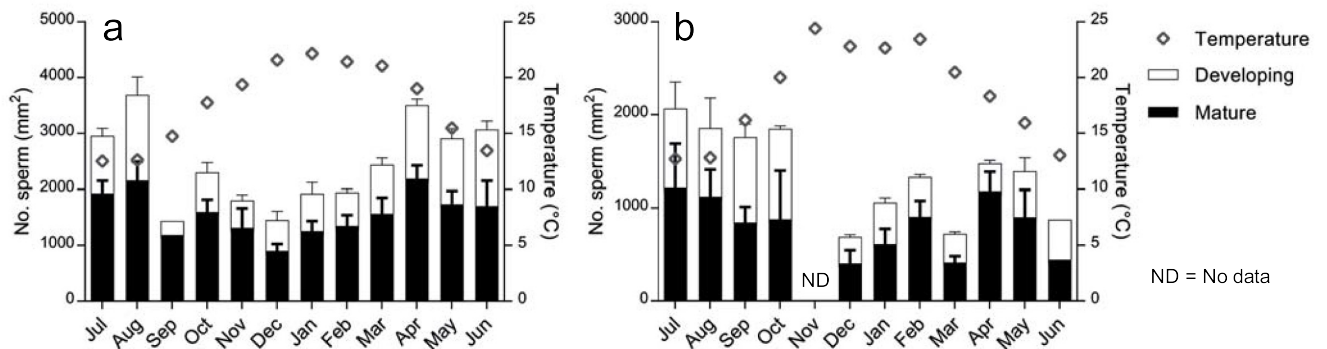 a
No. sperm (mm²)
5000
4000
3000
2000
1000
0
25
20
15
10
5
0
Temperature (°C)
Jul Aug Sep Oct Nov Dec Jan Feb Mar Apr May Jun
b
No. sperm (mm²)
3000
2000
1000
0
25
20
15
10
5
0
Temperature (°C)
ND
Jul Aug Sep Oct Nov Dec Jan Feb Mar Apr May Jun
Temperature
Developing
Mature
ND = No data